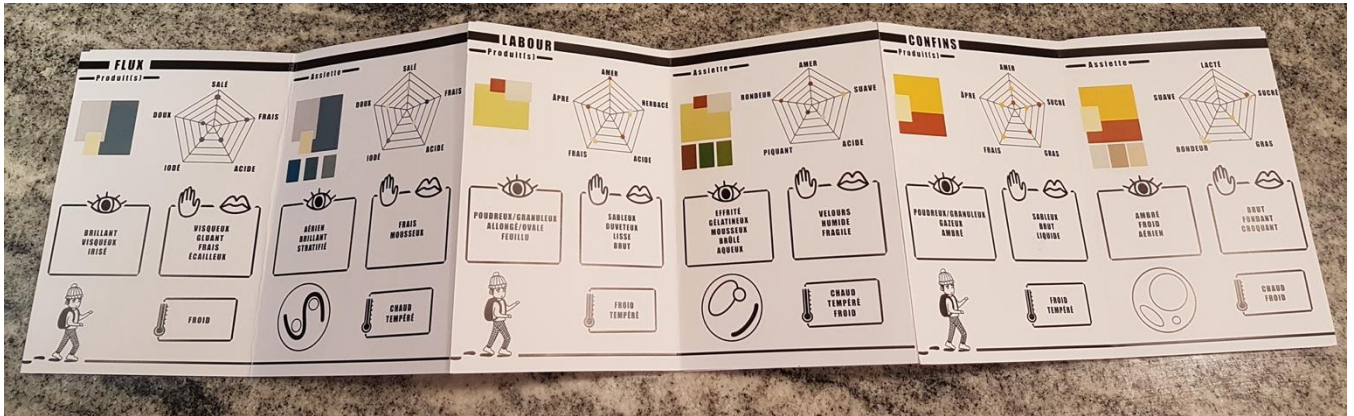 FLUX
Produit(s)
SALÉ
DOUX
FRAIS
IODÉ
ACIDE
BRILLANT
VISQUEUX
IRISÉ
VISQUEUX
GLUANT
FRAIS
ÉCAILLEUX
FROID
Assiette
SALÉ
DOUX
FRAIS
IODÉ
ACIDE
AÉRIEN
BRILLANT
STRATIFIÉ
FRAIS
MOUSSEUX
CHAUD
TEMPÉRÉ
LABOUR
Produit(s)
AMER
ÂPRE
HERBACÉ
FRAIS
ACIDE
POUDREUX/GRANULEUX
ALLONGÉ/OVALE
FEUILLU
SABLEUX
DUVETEUX
LISSE
BRUT
FROID
TEMPÉRÉ
Assiette
AMER
RONDEUR
SUAVE
PIQUANT
ACIDE
EFFRITÉ
GÉLATINEUX
MOUSSEUX
BRÛLÉ
AQUEUX
VELOURS
HUMIDE
FRAGILE
CHAUD
TEMPÉRÉ
FROID
CONFINS
Produit(s)
AMER
ÂPRE
SUCRÉ
FRAIS
GRAS
POUDREUX/GRANULEUX
GAZEUX
AMBRÉ
SABLEUX
BRUT
LIQUIDE
FROID
TEMPÉRÉ
Assiette
LACTÉ
SUAVE
SUCRÉ
RONDEUR
GRAS
AMBRÉ
FROID
AÉRIEN
BRUT
FONDANT
CROQUANT
CHAUD
FROID